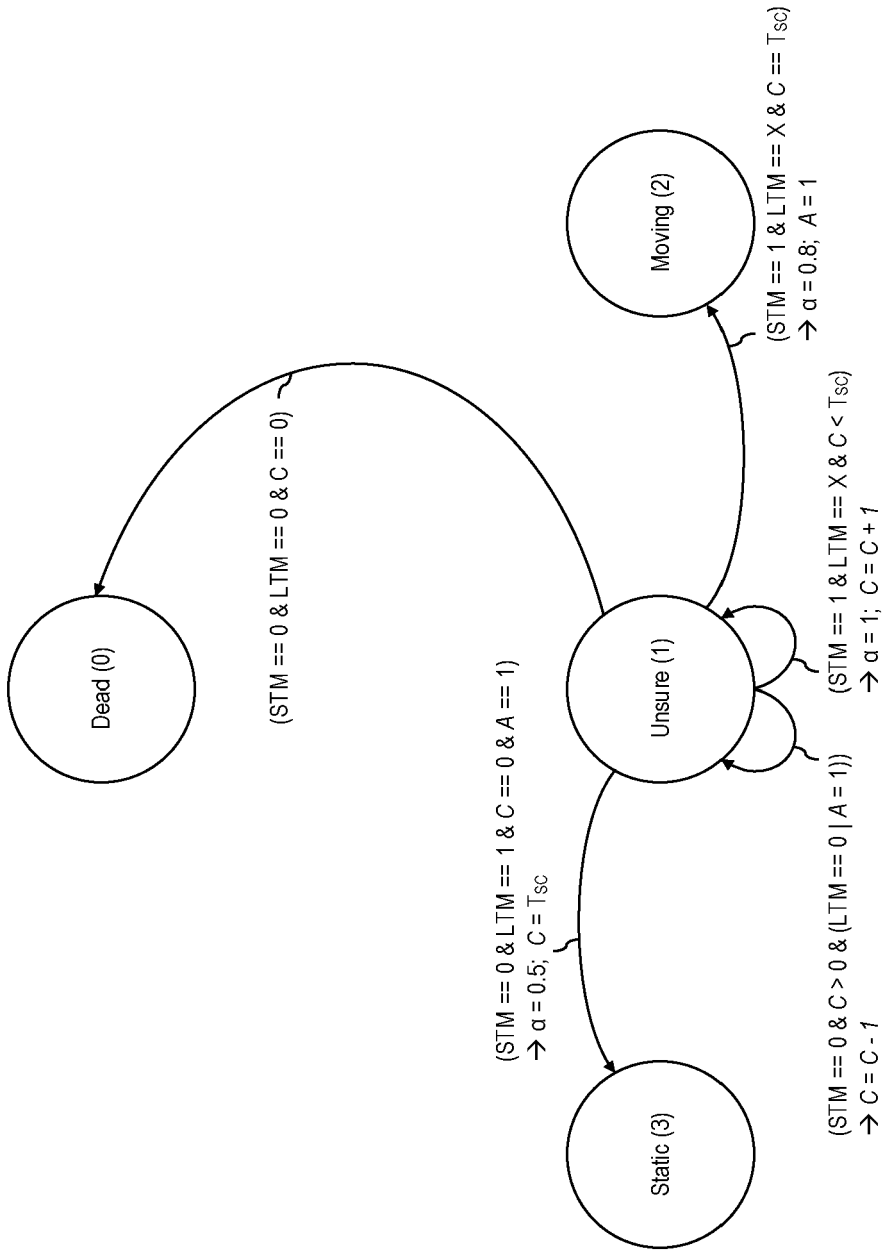 Dead (0)
(STM == 0 & LTM == 0 & C == 0)
(STM == 0 & LTM == 1 & C == 0 & A == 1)
→ α = 0.5; C = TSC
Static (3)
Unsure (1)
Moving (2)
(STM == 1 & LTM == X & C == TSC)
→ α = 0.8; A = 1
(STM == 0 & C > 0 & (LTM == 0 | A = 1))
→ C = C - 1
(STM == 1 & LTM == X & C < TSC)
→ α = 1; C = C + 1